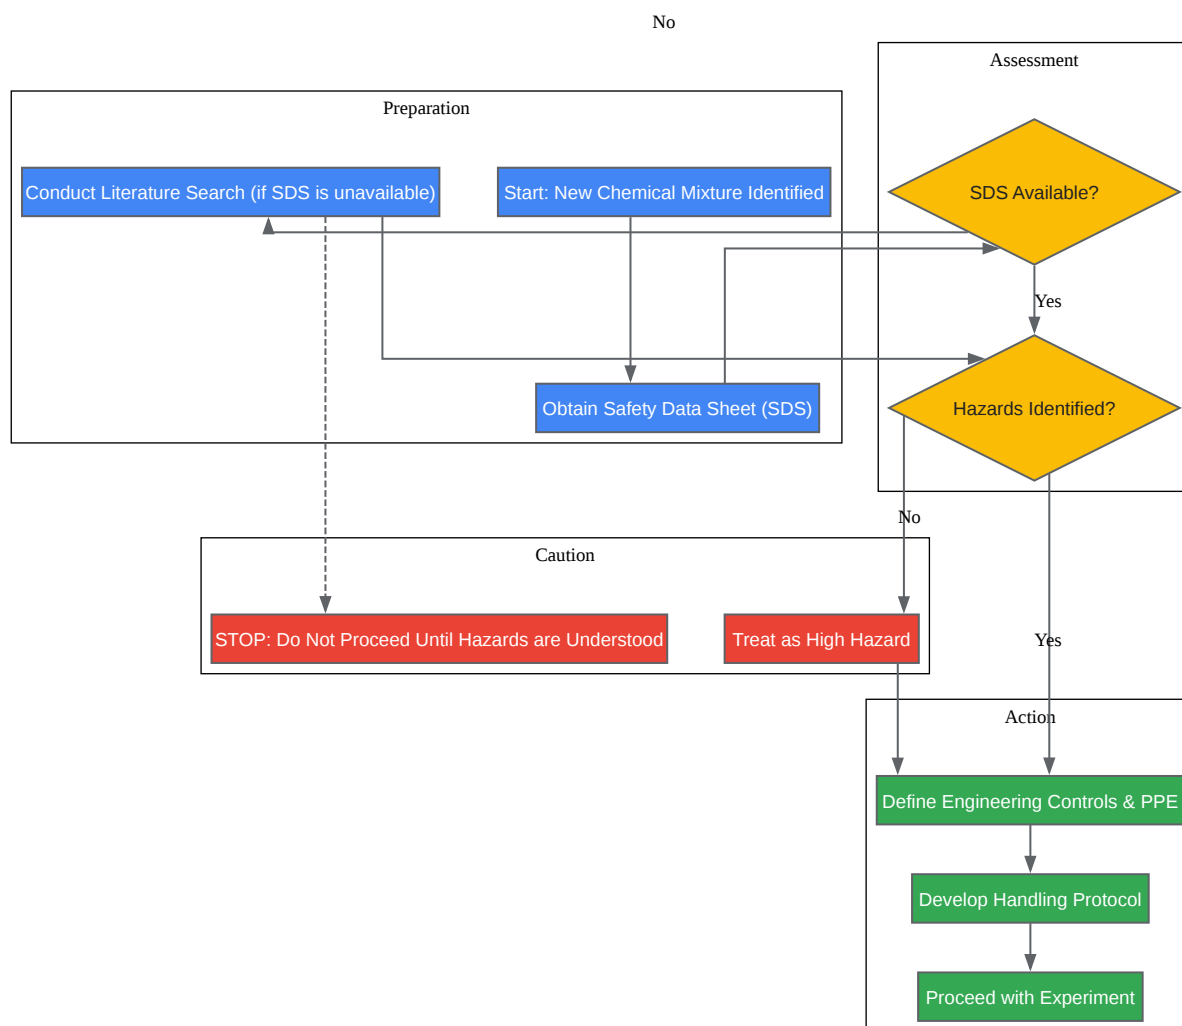 No
Assessment
Preparation
Conduct Literature Search (if SDS is unavailable)
Start: New Chemical Mixture Identified
SDS Available?
Yes
Obtain Safety Data Sheet (SDS)
Hazards Identified?
No
Caution
STOP: Do Not Proceed Until Hazards are Understood
Treat as High Hazard
Yes
Action
Define Engineering Controls & PPE
Develop Handling Protocol
Proceed with Experiment